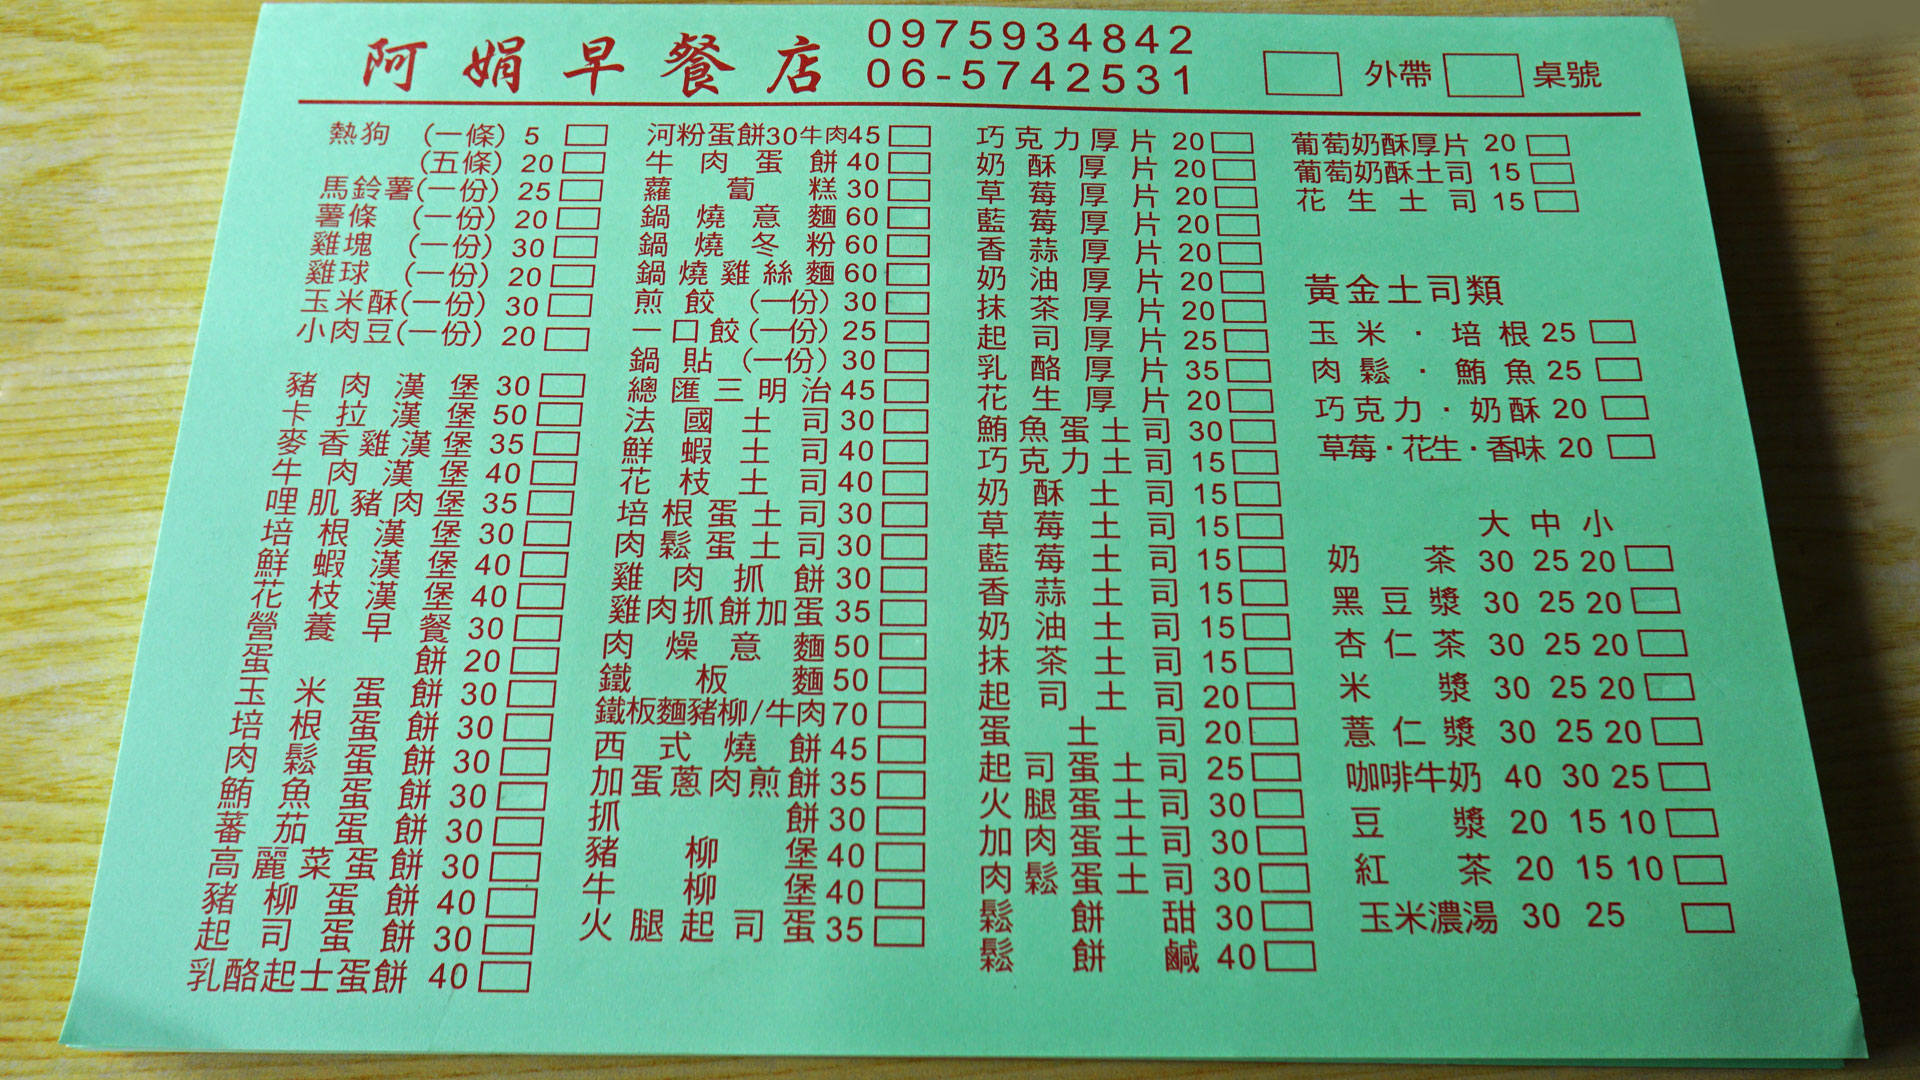 阿娟早餐店
0975934842
06-5742531
外帶 桌號
熱狗 (一條) 5
(五條) 20
馬鈴薯(一份) 25
薯條 (一份) 20
雞塊 (一份) 30
雞球 (一份) 20
玉米酥(一份) 30
小肉豆(一份) 20
豬肉漢堡 30
卡拉漢堡 50
麥香雞漢堡 35
牛肉漢堡 40
哩肌豬肉堡 35
培根漢堡 30
鮮蝦漢堡 40
花枝漢堡 40
營養早餐 30
蛋餅 20
玉米蛋餅 30
培根蛋餅 30
肉鬆蛋餅 30
鮪魚蛋餅 30
蕃茄蛋餅 30
高麗菜蛋餅 30
豬柳蛋餅 40
起司蛋餅 30
乳酪起士蛋餅 40
河粉蛋餅30牛肉45
牛肉蛋餅 40
蘿蔔糕 30
鍋燒意麵 60
鍋燒冬粉 60
鍋燒雞絲麵 60
煎餃 (一份) 30
一口餃(一份) 25
鍋貼 (一份) 30
總匯三明治 45
法國土司 30
鮮蝦土司 40
花枝土司 40
培根蛋土司 30
肉鬆蛋土司 30
雞肉抓餅 30
雞肉抓餅加蛋 35
肉燥意麵 50
鐵板麵 50
鐵板麵豬柳/牛肉 70
西式燒餅 45
加蛋蔥肉煎餅 35
抓餅 30
豬柳堡 40
牛柳堡 40
火腿起司蛋 35
巧克力厚片 20
奶酥厚片 20
草莓厚片 20
藍莓厚片 20
香蒜厚片 20
奶油厚片 20
抹茶厚片 20
起司厚片 25
乳酪厚片 35
花生厚片 20
鮪魚蛋土司 30
巧克力土司 15
奶酥土司 15
草莓土司 15
藍莓土司 15
香蒜土司 15
奶油土司 15
抹茶土司 15
起司土司 20
蛋土司 20
起司蛋土司 25
火腿蛋土司 30
加肉蛋土司 30
肉鬆蛋土司 30
鬆餅甜 30
鬆餅鹹 40
葡萄奶酥厚片 20
葡萄奶酥土司 15
花生土司 15
黃金土司類
玉米・培根 25
肉鬆・鮪魚 25
巧克力・奶酥 20
草莓・花生・香味 20
大 中 小
奶茶 30 25 20
黑豆漿 30 25 20
杏仁茶 30 25 20
米漿 30 25 20
薏仁漿 30 25 20
咖啡牛奶 40 30 25
豆漿 20 15 10
紅茶 20 15 10
玉米濃湯 30 25